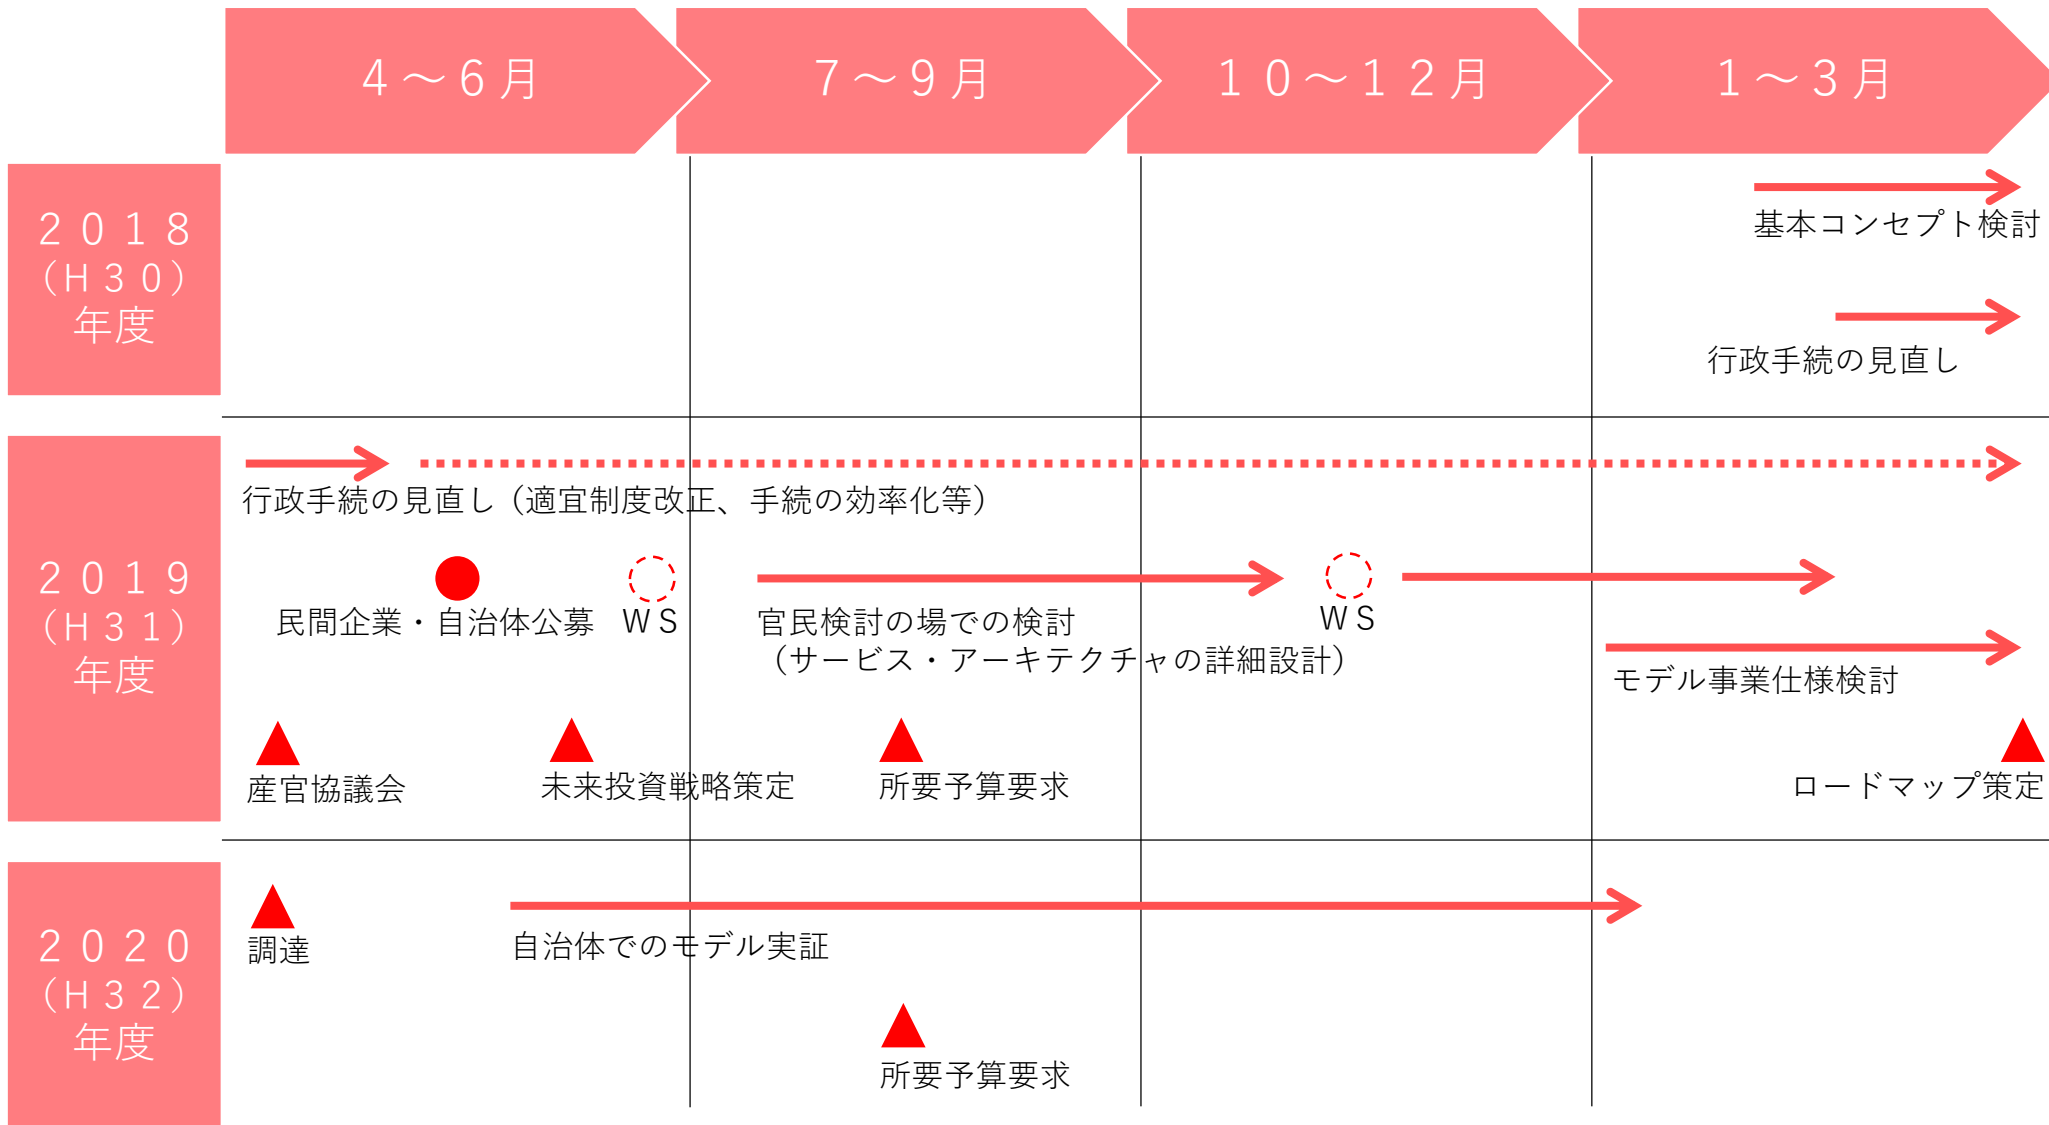 ４～６月
７～９月
１０～１２月
１～３月
２０１８
（Ｈ３０）
年度
基本コンセプト検討
行政手続の見直し
２０１９
（Ｈ３１）
年度
行政手続の見直し（適宜制度改正、手続の効率化等）
民間企業・自治体公募
ＷＳ
官民検討の場での検討
（サービス・アーキテクチャの詳細設計）
ＷＳ
モデル事業仕様検討
産官協議会
未来投資戦略策定
所要予算要求
ロードマップ策定
２０２０
（Ｈ３２）
年度
調達
自治体でのモデル実証
所要予算要求